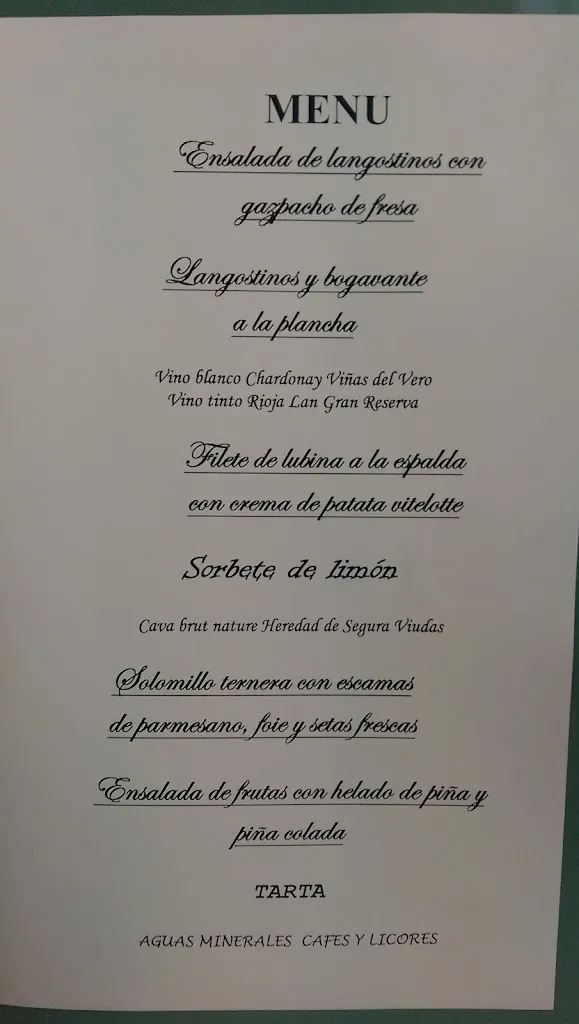 MENU
Ensalada de langostinos con
gazpacho de fresa
Langostinos y bogavante
a la plancha
Vino blanco Chardonay Viñas del Vero
Vino tinto Rioja Lan Gran Reserva
Filete de lubina a la espalda
con crema de patata vitelotte
Sorbete de limón
Cava brut nature Heredad de Segura Viudas
Solomillo ternera con escamas
de parmesano, foie y setas frescas
Ensalada de frutas con helado de piña y
piña colada
TARTA
AGUAS MINERALES CAFES Y LICORES